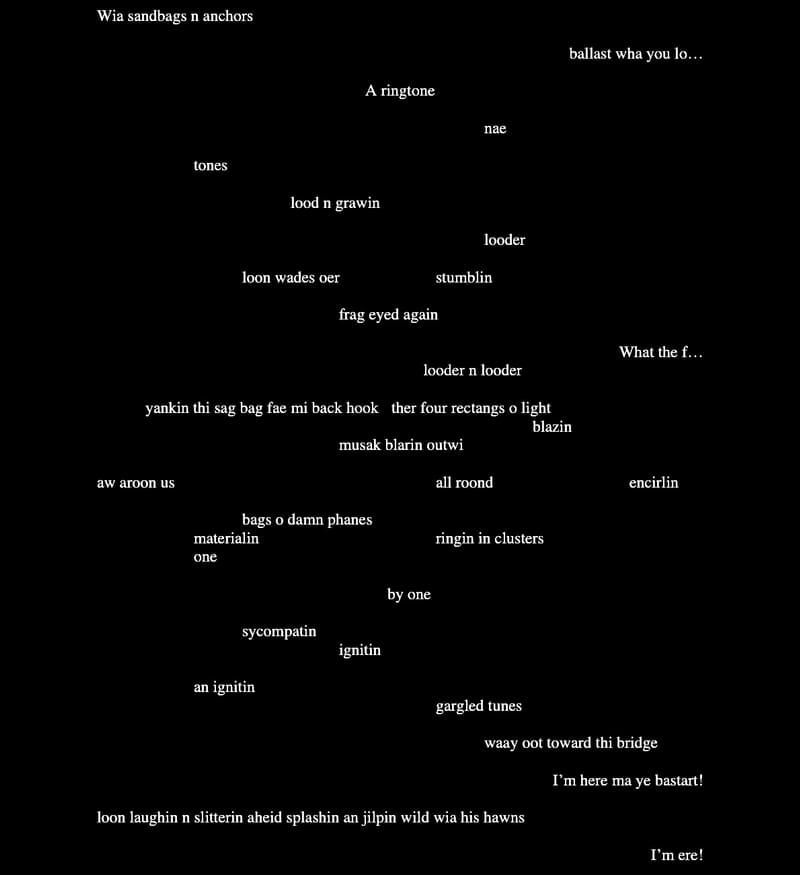 Wia sandbags n anchors
ballast wha you lo…
A ringtone
nae
tones
lood n grawin
looder
loon wades oer stumblin
frag eyed again
What the f…
looder n looder
yankin thi sag bag fae mi back hook ther four rectangs o light
blazin
musak blarin outwi
aw aroon us all roond encirlin
bags o damn phanes
materialin ringin in clusters
one
by one
sycompatin
ignitin
an ignitin
gargled tunes
waay oot toward thi bridge
I'm here ma ye bastart!
loon laughin n slitterin aheid splashin an jilpin wild wia his hawns
I'm ere!